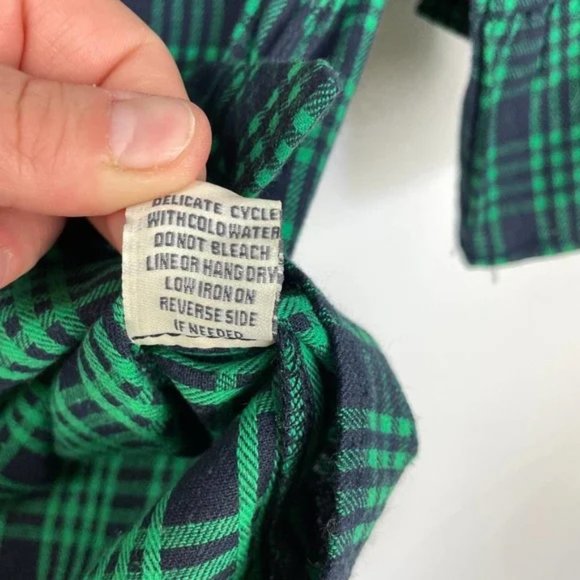 DELICATE CYCLE
WITH COLD WATER
DO NOT BLEACH
LINE OR HANG DRY
LOW IRON ON
REVERSE SIDE
IF NEEDED